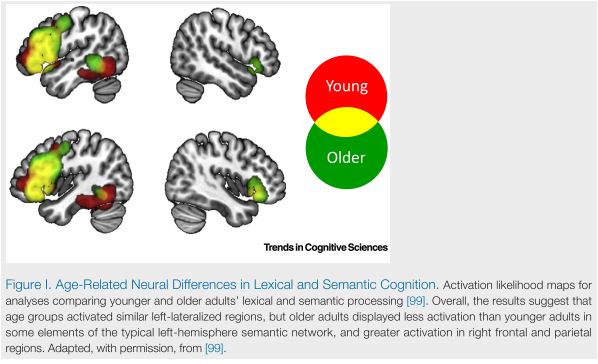 Young
Older
Trends in Cognitive Sciences
Figure I. Age-Related Neural Differences in Lexical and Semantic Cognition. Activation likelihood maps for
analyses comparing younger and older adults' lexical and semantic processing [99]. Overall, the results suggest that
age groups activated similar left-lateralized regions, but older adults displayed less activation than younger adults in
some elements of the typical left-hemisphere semantic network, and greater activation in right frontal and parietal
regions. Adapted, with permission, from [99].